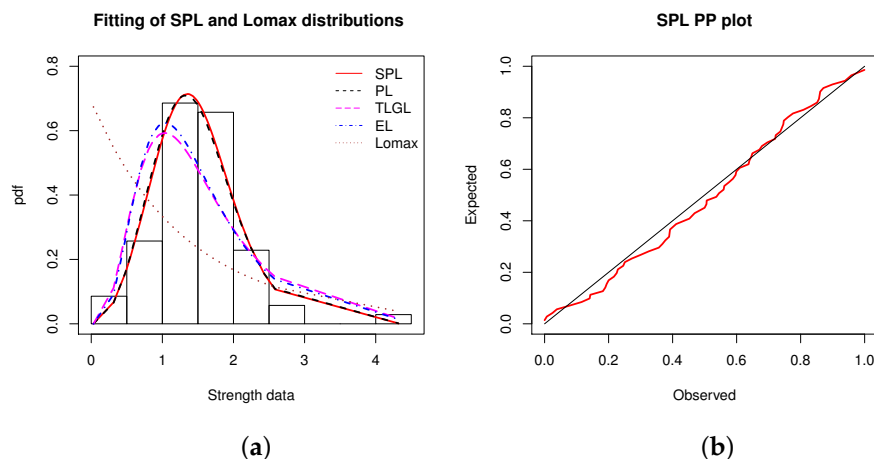 Fitting of SPL and Lomax distributions
pdf
0.8
0.6
0.4
0.2
0.0
SPL
PL
TLGL
EL
Lomax
0 1 2 3 4
Strength data
(a)
SPL PP plot
Expected
1.0
0.8
0.6
0.4
0.2
0.0
0.0 0.2 0.4 0.6 0.8 1.0
Observed
(b)